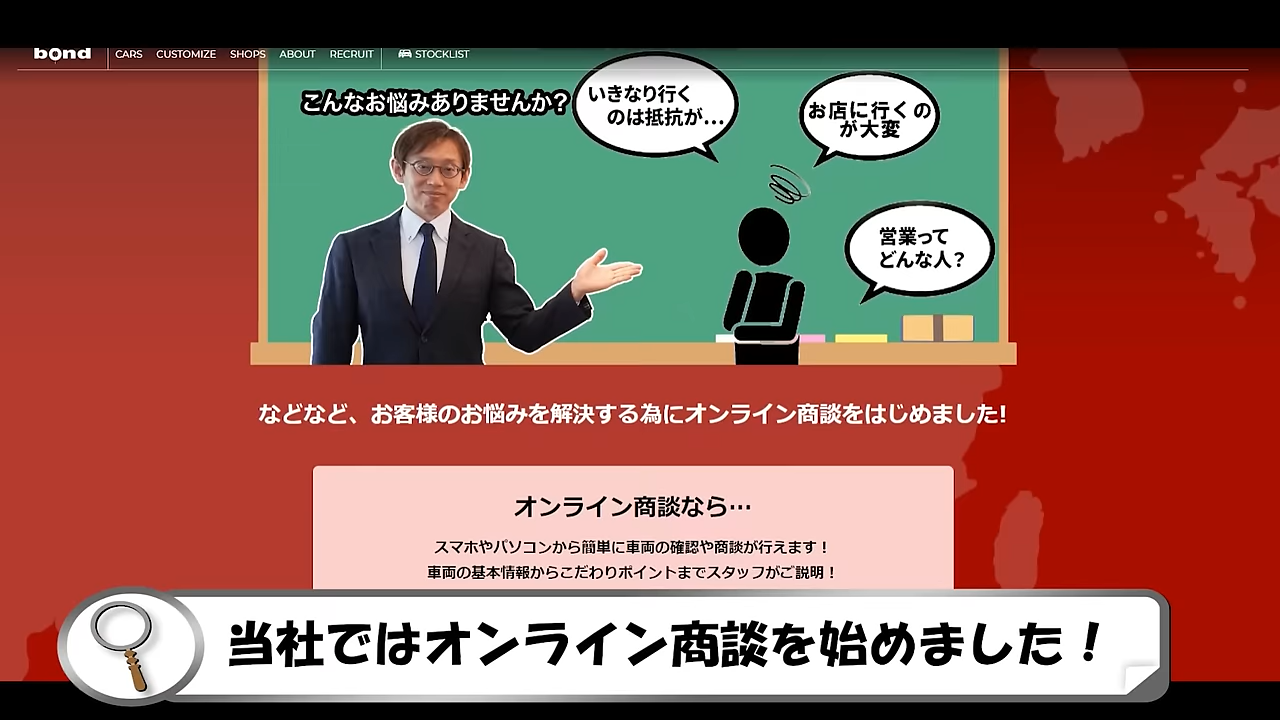 bond
CARS CUSTOMIZE SHOPS ABOUT RECRUIT STOCKLIST
こんなお悩みありませんか?
いきなり行く
のは抵抗が...
お店に行くの
が大変
営業って
どんな人?
などなど、お客様のお悩みを解決する為にオンライン商談をはじめました!
オンライン商談なら…
スマホやパソコンから簡単に車両の確認や商談が行えます!
車両の基本情報からこだわりポイントまでスタッフがご説明!
当社ではオンライン商談を始めました!